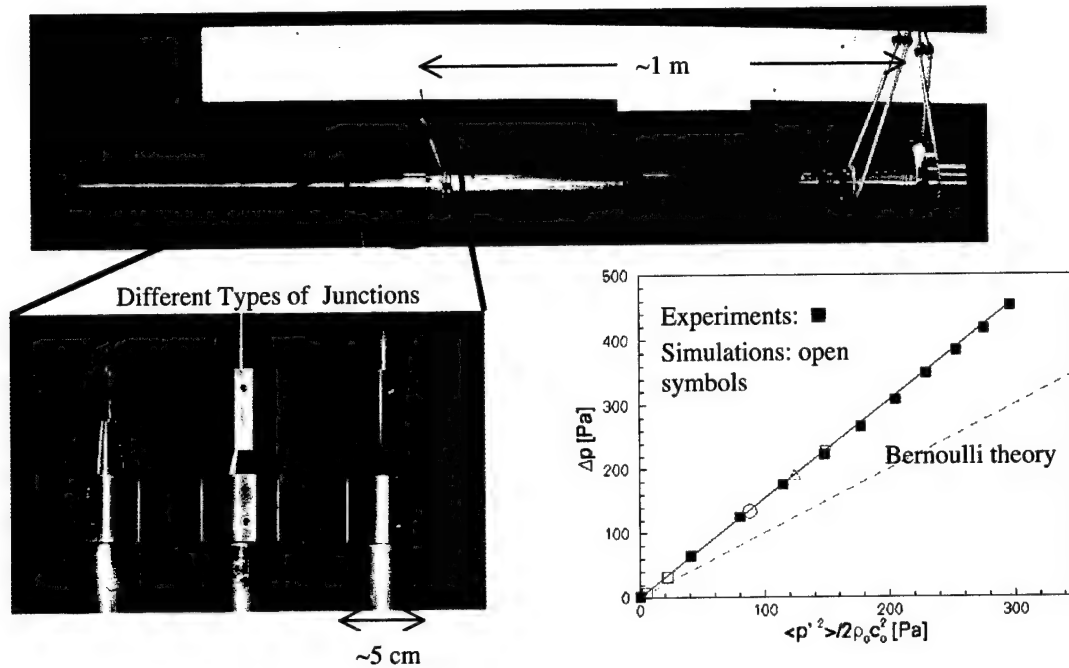 ~1 m
Different Types of Junctions
~5 cm
500
400
300
200
100
0
Δp [Pa]
Experiments: ■
Simulations: open
symbols
Bernoulli theory
0 100 200 300
<p' ²>/2ρ₀c₀² [Pa]